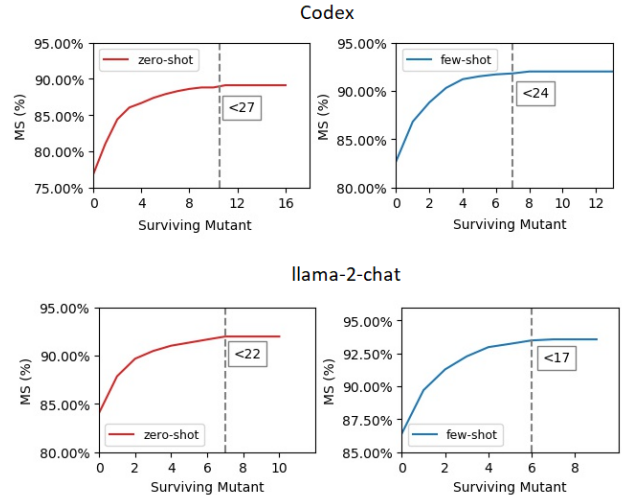 Codex
95.00%
90.00%
85.00%
80.00%
75.00%
MS (%)
zero-shot
<27
0 4 8 12 16
Surviving Mutant
95.00%
90.00%
85.00%
80.00%
MS (%)
few-shot
<24
0 2 4 6 8 10 12
Surviving Mutant
llama-2-chat
95.00%
90.00%
85.00%
80.00%
MS (%)
<22
zero-shot
0 2 4 6 8 10
Surviving Mutant
95.00%
92.50%
90.00%
87.50%
85.00%
MS (%)
<17
few-shot
0 2 4 6 8
Surviving Mutant